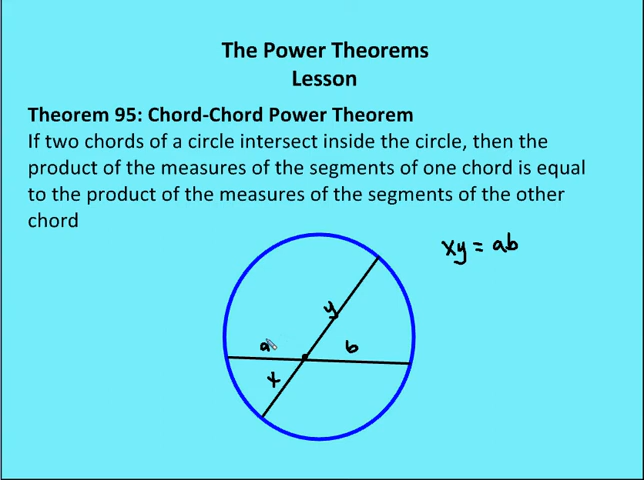 The Power Theorems
Lesson
Theorem 95: Chord-Chord Power Theorem
If two chords of a circle intersect inside the circle, then the
product of the measures of the segments of one chord is equal
to the product of the measures of the segments of the other
chord
xy = ab
y
a
b
x